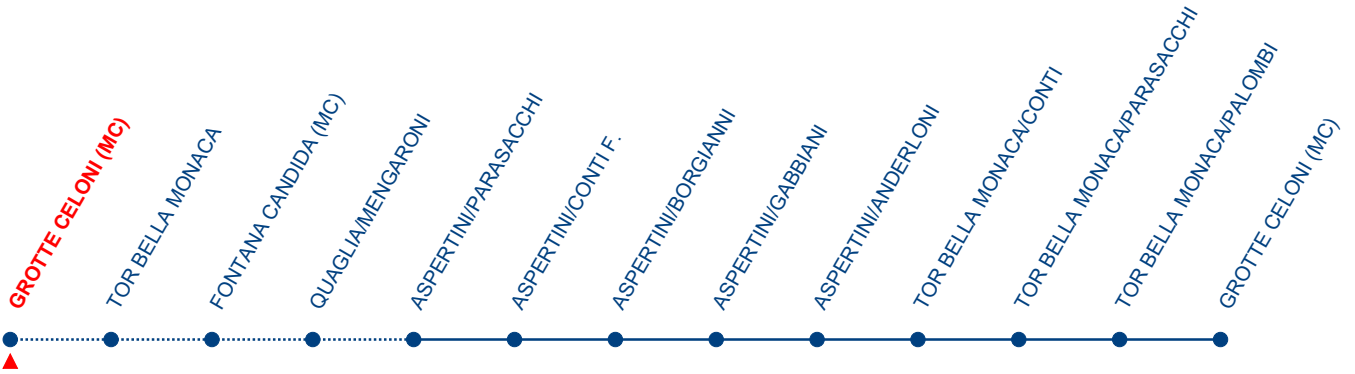 GROTTE CELONI (MC)
TOR BELLA MONACA
FONTANA CANDIDA (MC)
QUAGLIA/MENGARONI
ASPERTINI/PARASACCHI
ASPERTINI/CONTI F.
ASPERTINI/BORGIANNI
ASPERTINI/GABBIANI
ASPERTINI/ANDERLONI
TOR BELLA MONACA/CONTI
TOR BELLA MONACA/PARASACCHI
TOR BELLA MONACA/PALOMBI
GROTTE CELONI (MC)